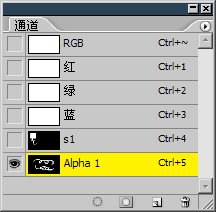 通道
RGB Ctrl+~
红 Ctrl+1
绿 Ctrl+2
蓝 Ctrl+3
s1 Ctrl+4
Alpha 1 Ctrl+5